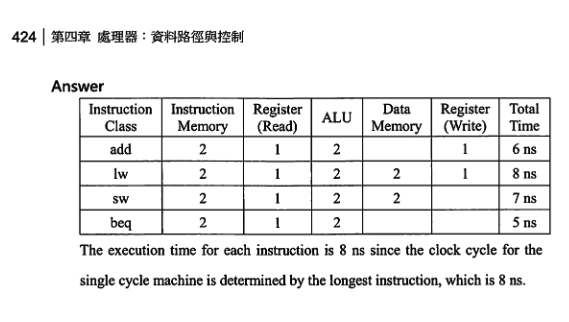 424 | 第四章 處理器：資料路徑與控制
Answer
Instruction Class Instruction Memory Register (Read) ALU Data Memory Register (Write) Total Time
add 2 1 2 1 6 ns
lw 2 1 2 2 1 8 ns
sw 2 1 2 2 7 ns
beq 2 1 2 5 ns
The execution time for each instruction is 8 ns since the clock cycle for the
single cycle machine is determined by the longest instruction, which is 8 ns.